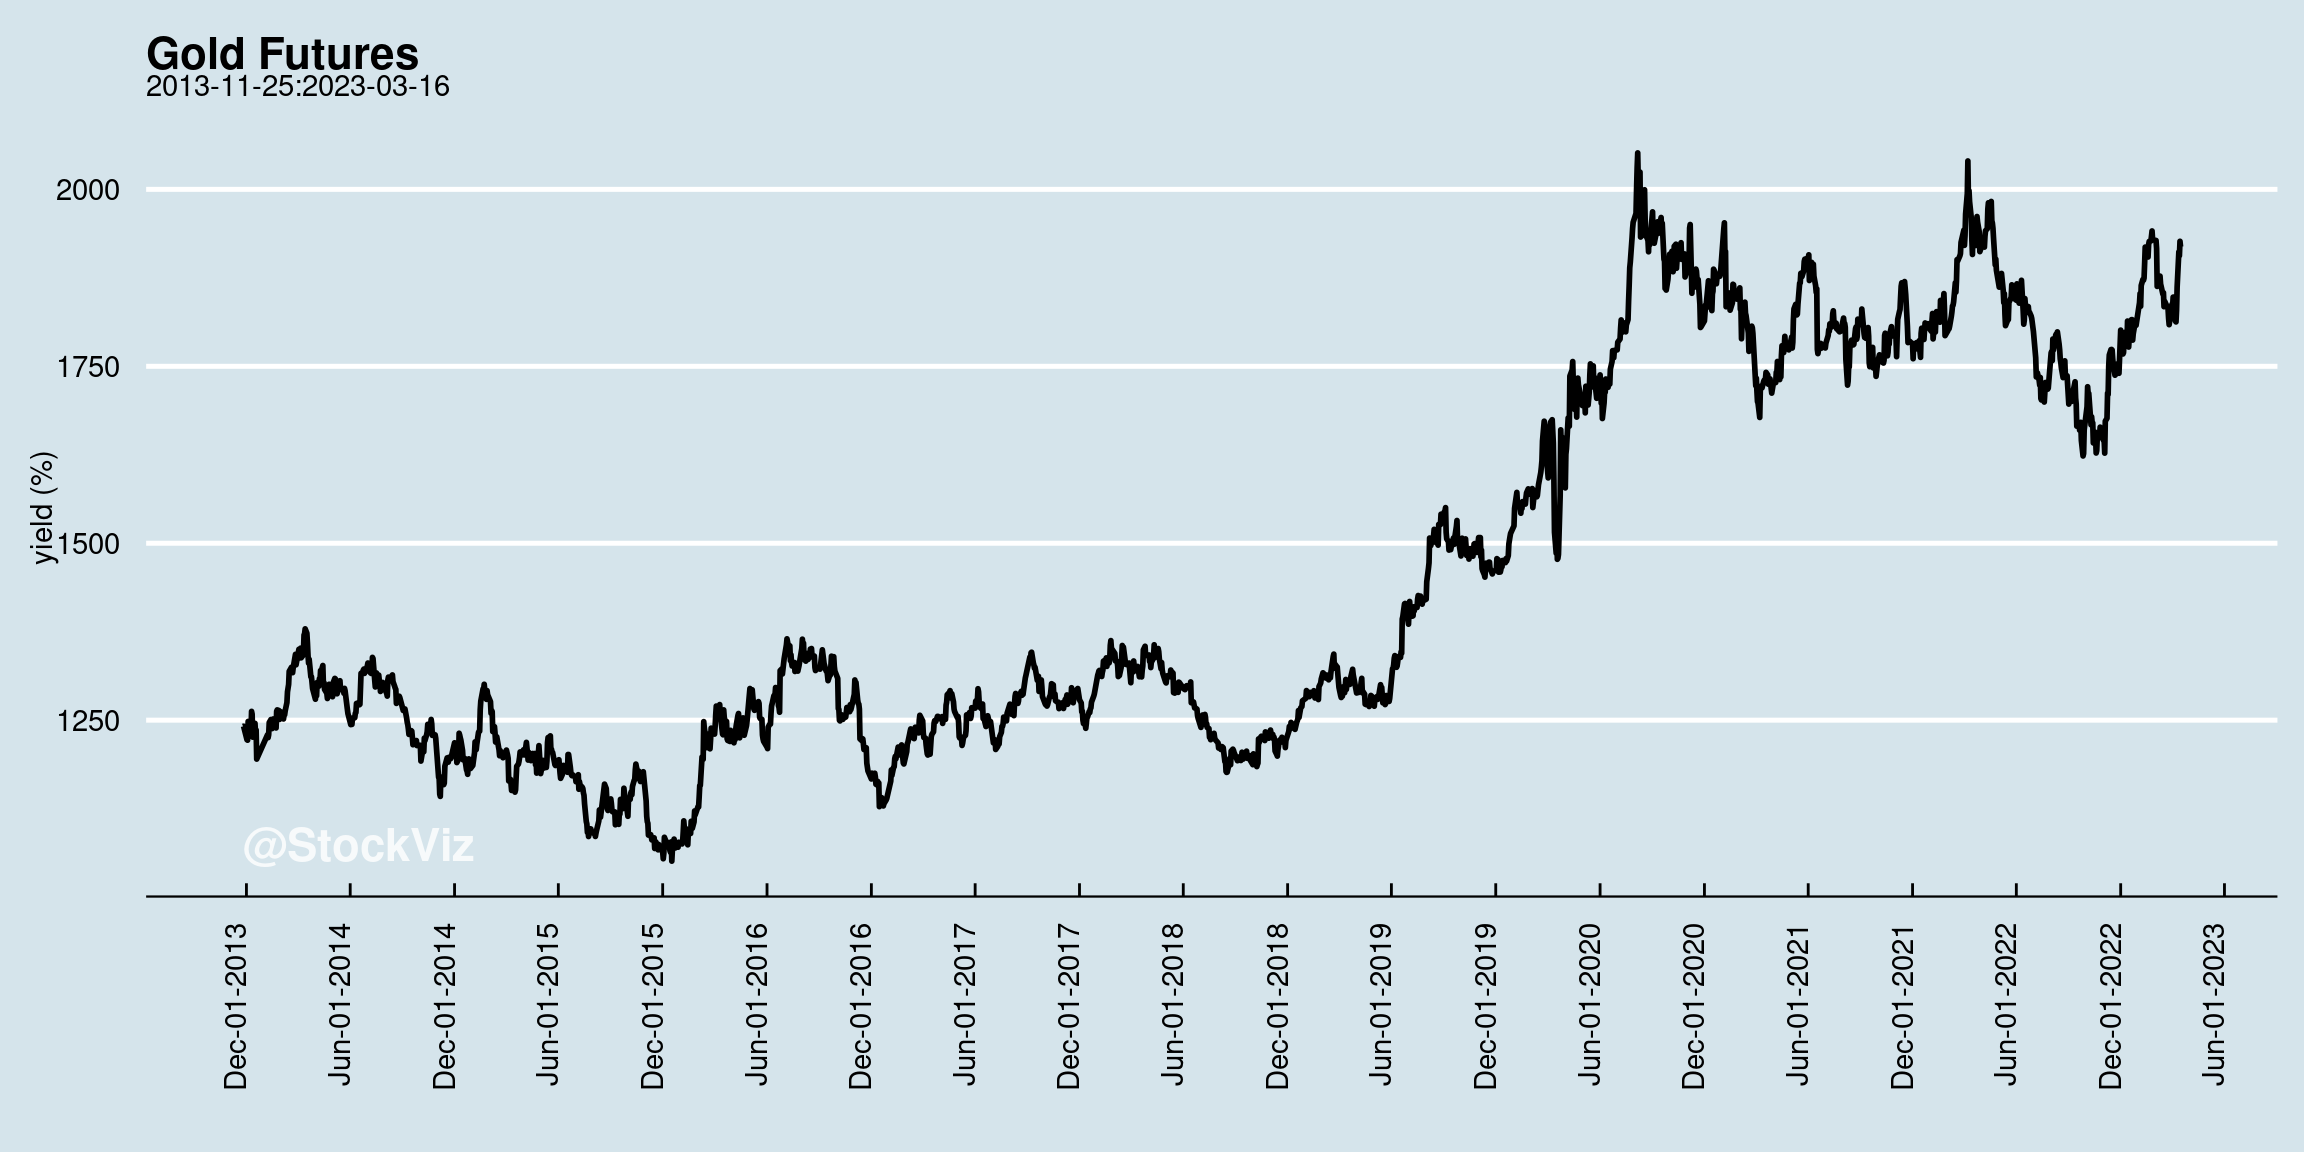 Gold Futures
2013-11-25:2023-03-16
2000
1750
1500
1250
yield (%)
@StockViz
Dec-01-2013
Jun-01-2014
Dec-01-2014
Jun-01-2015
Dec-01-2015
Jun-01-2016
Dec-01-2016
Jun-01-2017
Dec-01-2017
Jun-01-2018
Dec-01-2018
Jun-01-2019
Dec-01-2019
Jun-01-2020
Dec-01-2020
Jun-01-2021
Dec-01-2021
Jun-01-2022
Dec-01-2022
Jun-01-2023